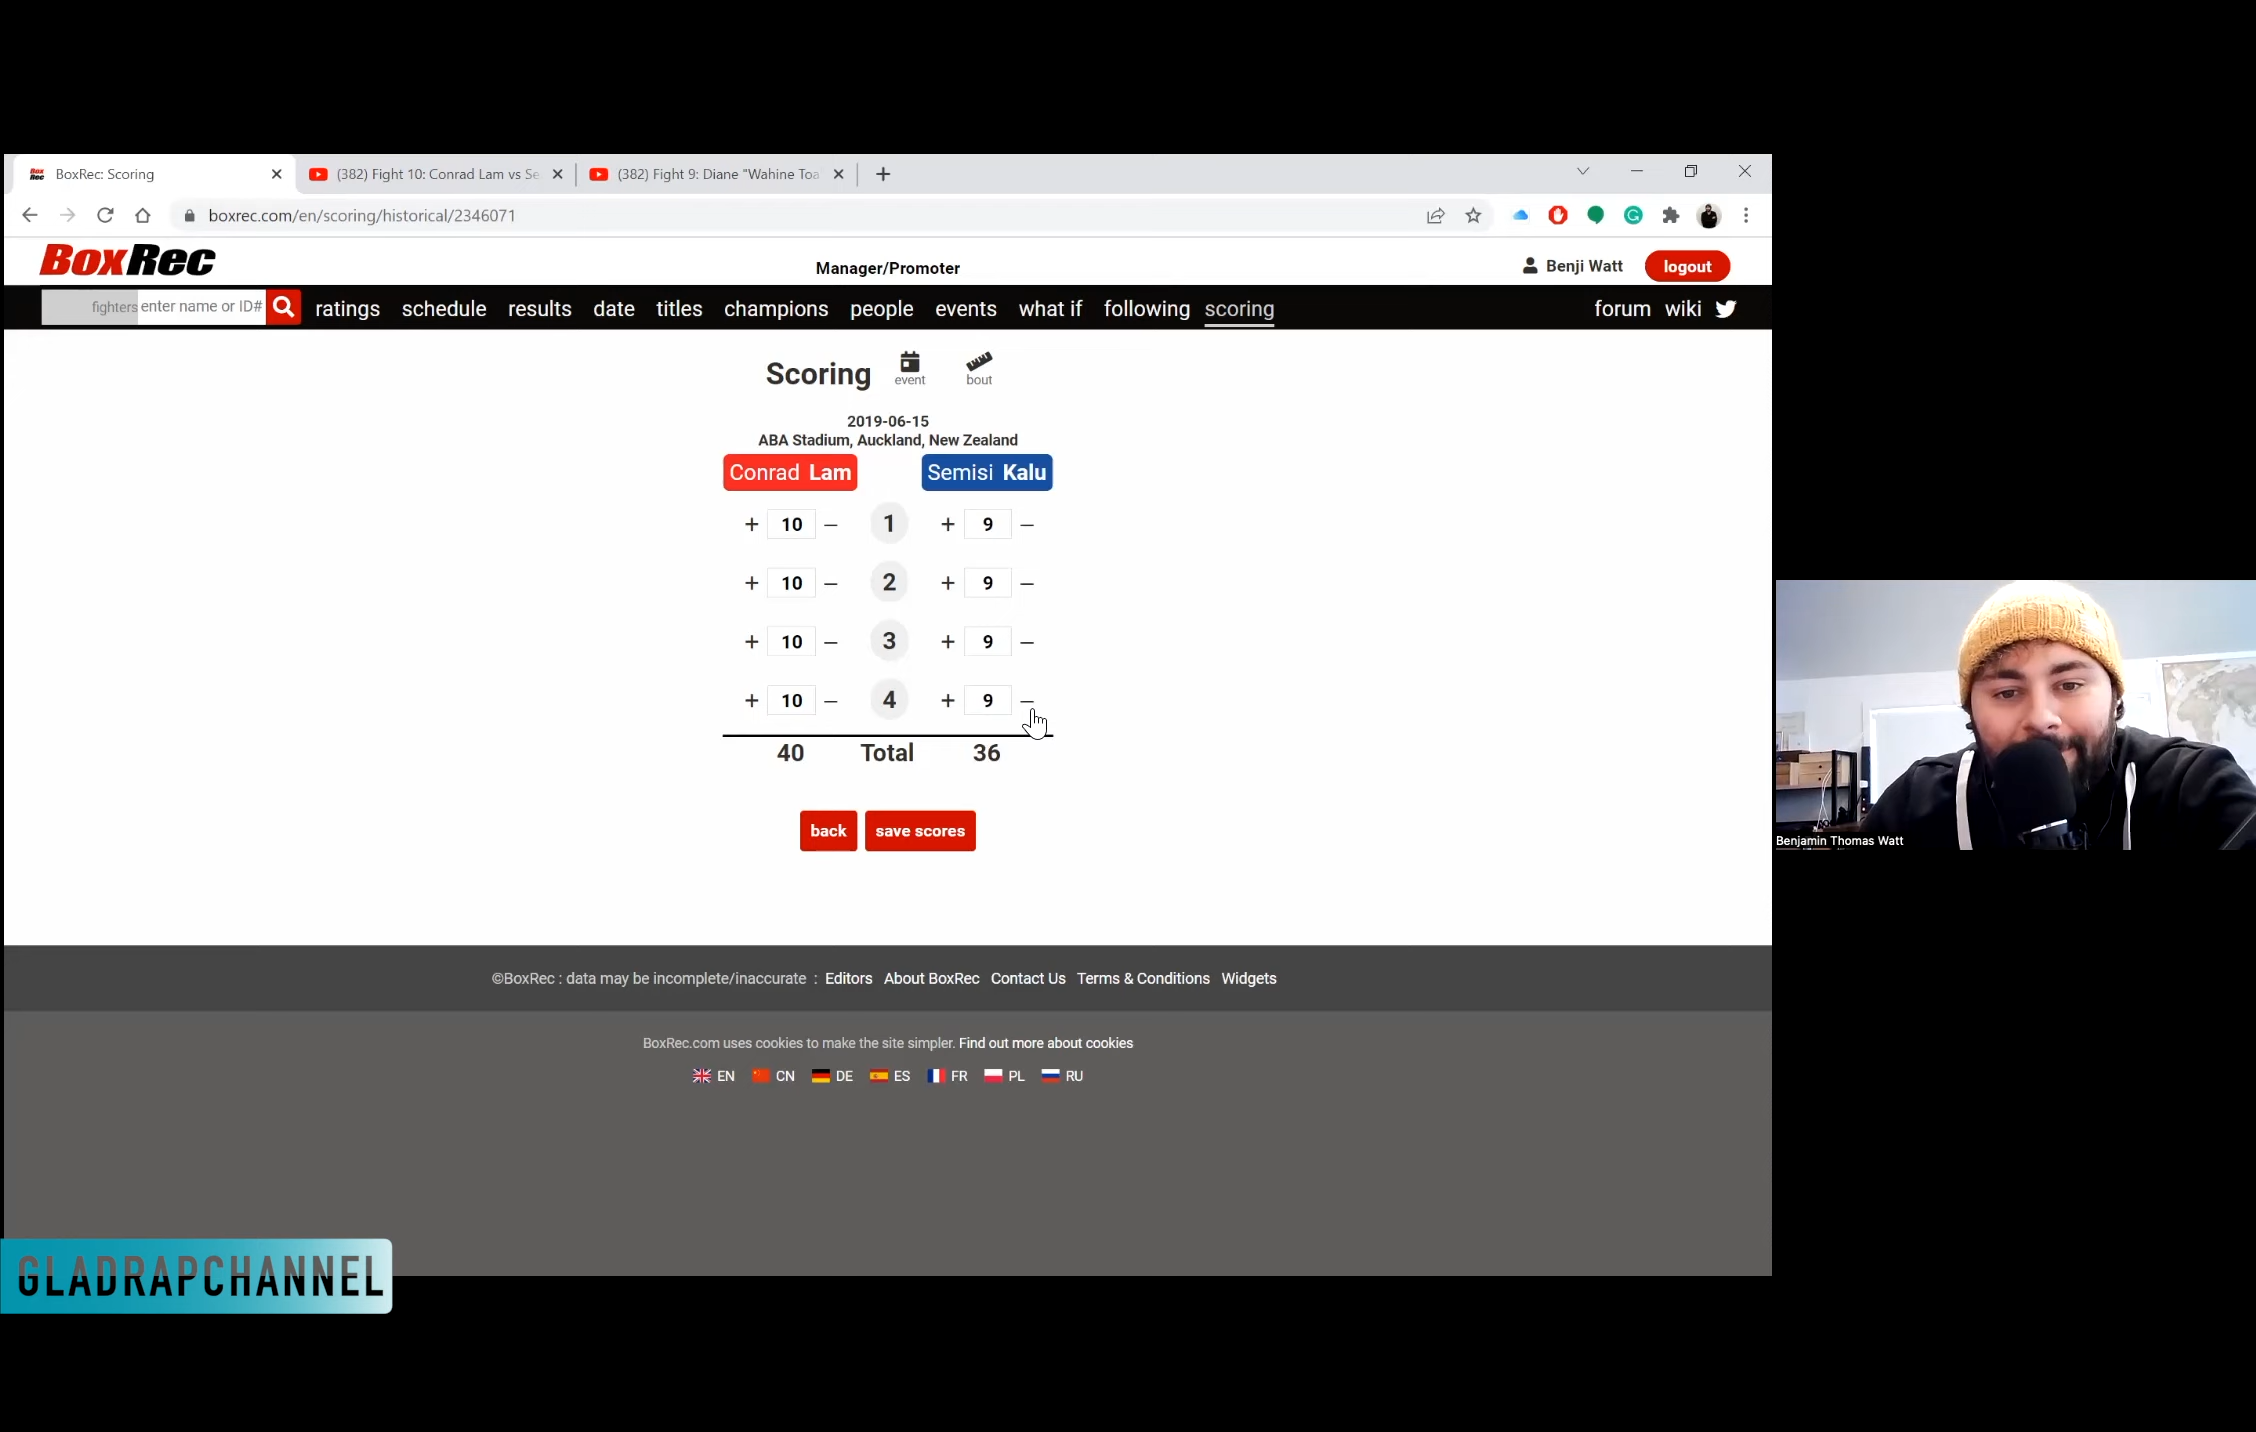 BoxRec: Scoring
(382) Fight 10: Conrad Lam vs Se
(382) Fight 9: Diane "Wahine Toa
boxrec.com/en/scoring/historical/2346071
BoxRec
Manager/Promoter
Benji Watt
logout
fighters
enter name or ID#
ratings schedule results date titles champions people events what if following scoring
forum wiki
Scoring
event
bout
2019-06-15
ABA Stadium, Auckland, New Zealand
Conrad Lam
Semisi Kalu
+ 10 – 1 + 9 –
+ 10 – 2 + 9 –
+ 10 – 3 + 9 –
+ 10 – 4 + 9 –
40 Total 36
back
save scores
Benjamin Thomas Watt
©BoxRec : data may be incomplete/inaccurate : Editors About BoxRec Contact Us Terms & Conditions Widgets
BoxRec.com uses cookies to make the site simpler. Find out more about cookies
EN CN DE ES FR PL RU
GLADRAPCHANNEL